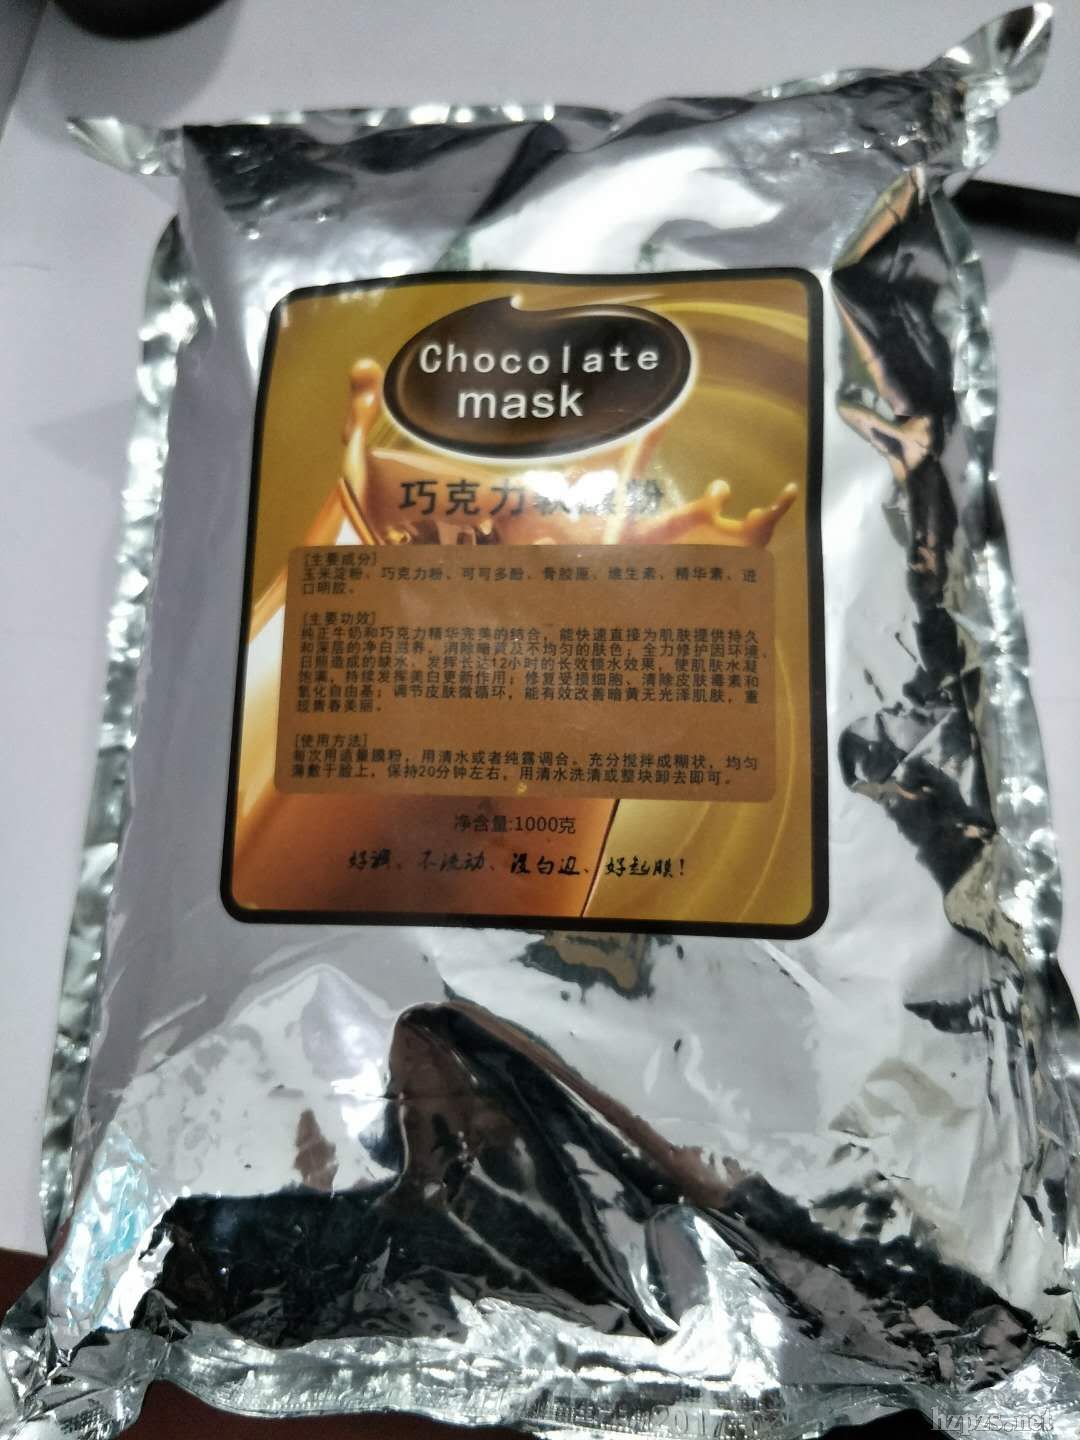 Chocolate
mask
巧克力软膜粉
[主要成分]
玉米淀粉、巧克力粉、可可多酚、骨胶原、维生素、精华素、进
口明胶。
[主要功效]
纯正牛奶和巧克力精华完美的结合，能快速直接为肌肤提供持久
和深层的净白滋养，消除暗黄及不均匀的肤色；全力修护因环境、
日照造成的缺水，发挥长达12小时的长效锁水效果，使肌肤水凝
饱满，持续发挥美白更新作用；修复受损细胞、清除皮肤毒素和
氧化自由基；调节皮肤微循环，能有效改善暗黄无光泽肌肤，重
现青春美丽。
[使用方法]
每次用适量膜粉，用清水或者纯露调合。充分搅拌成糊状，均匀
薄敷于脸上，保持20分钟左右，用清水洗清或整块卸去即可。
净含量:1000克
好调、不流动、没白边、好起膜！
hzpzs.net